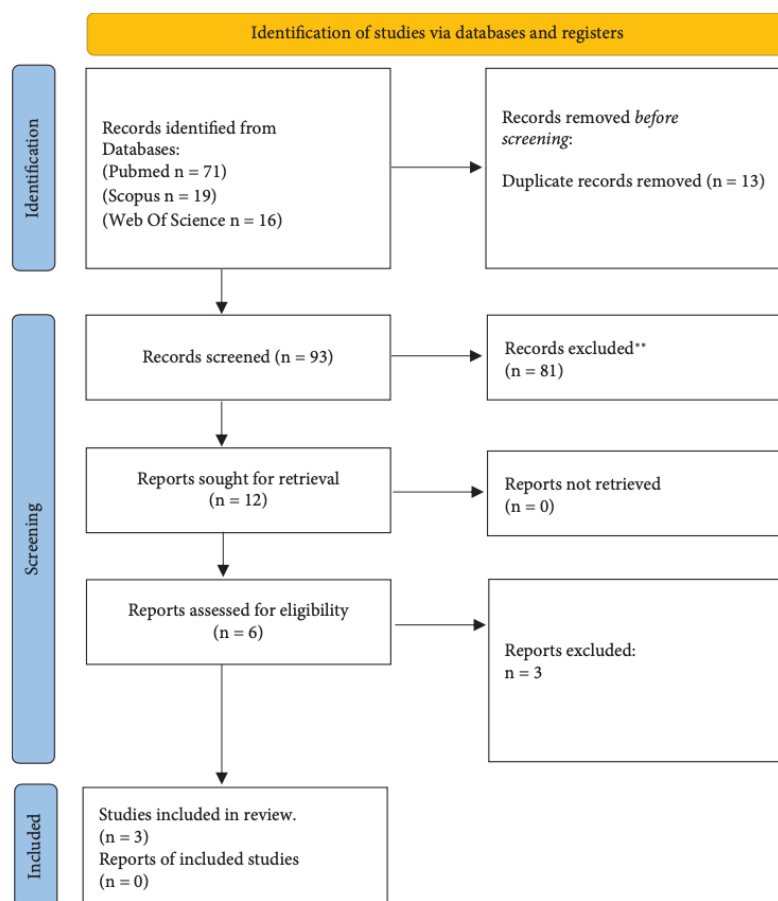 Identification of studies via databases and registers
Identification
Records identified from
Databases:
(Pubmed n = 71)
(Scopus n = 19)
(Web Of Science n = 16)
Records removed before
screening:
Duplicate records removed (n = 13)
Screening
Records screened (n = 93)
Records excluded**
(n = 81)
Reports sought for retrieval
(n = 12)
Reports not retrieved
(n = 0)
Reports assessed for eligibility
(n = 6)
Reports excluded:
n = 3
Included
Studies included in review.
(n = 3)
Reports of included studies
(n = 0)